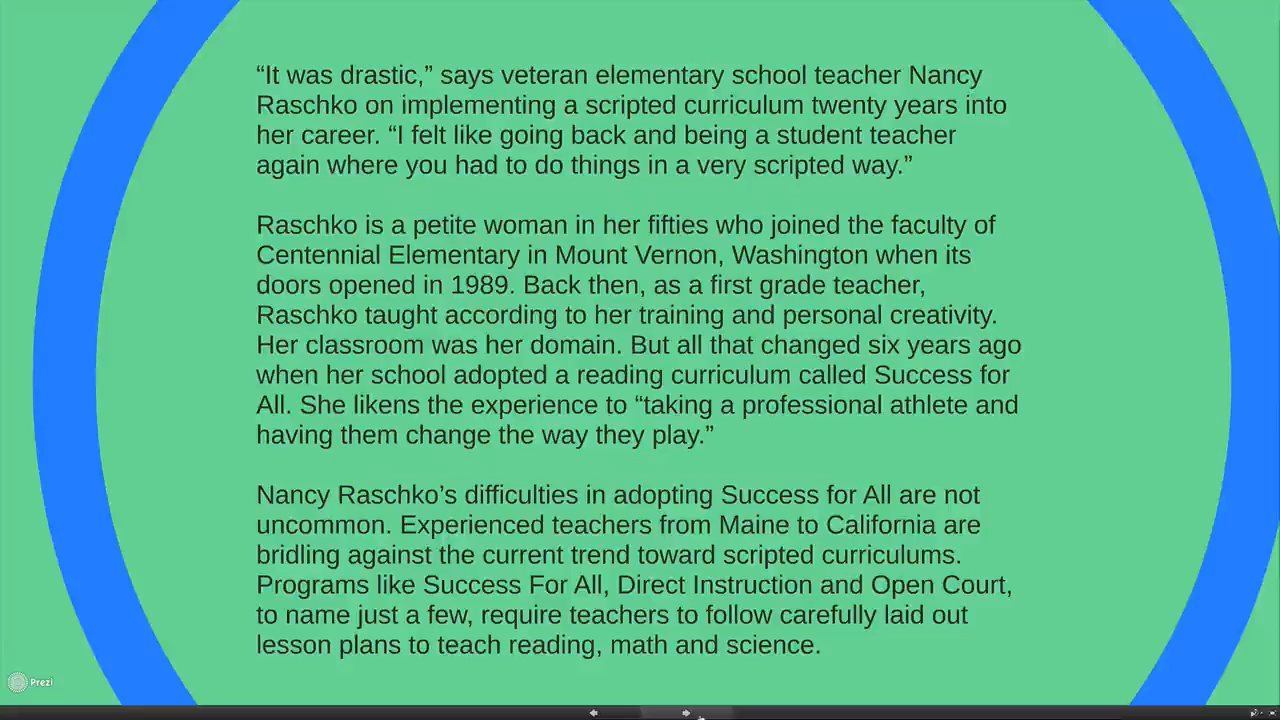 “It was drastic,” says veteran elementary school teacher Nancy
Raschko on implementing a scripted curriculum twenty years into
her career. “I felt like going back and being a student teacher
again where you had to do things in a very scripted way.”
Raschko is a petite woman in her fifties who joined the faculty of
Centennial Elementary in Mount Vernon, Washington when its
doors opened in 1989. Back then, as a first grade teacher,
Raschko taught according to her training and personal creativity.
Her classroom was her domain. But all that changed six years ago
when her school adopted a reading curriculum called Success for
All. She likens the experience to “taking a professional athlete and
having them change the way they play.”
Nancy Raschko’s difficulties in adopting Success for All are not
uncommon. Experienced teachers from Maine to California are
bridling against the current trend toward scripted curriculums.
Programs like Success For All, Direct Instruction and Open Court,
to name just a few, require teachers to follow carefully laid out
lesson plans to teach reading, math and science.
Prezi